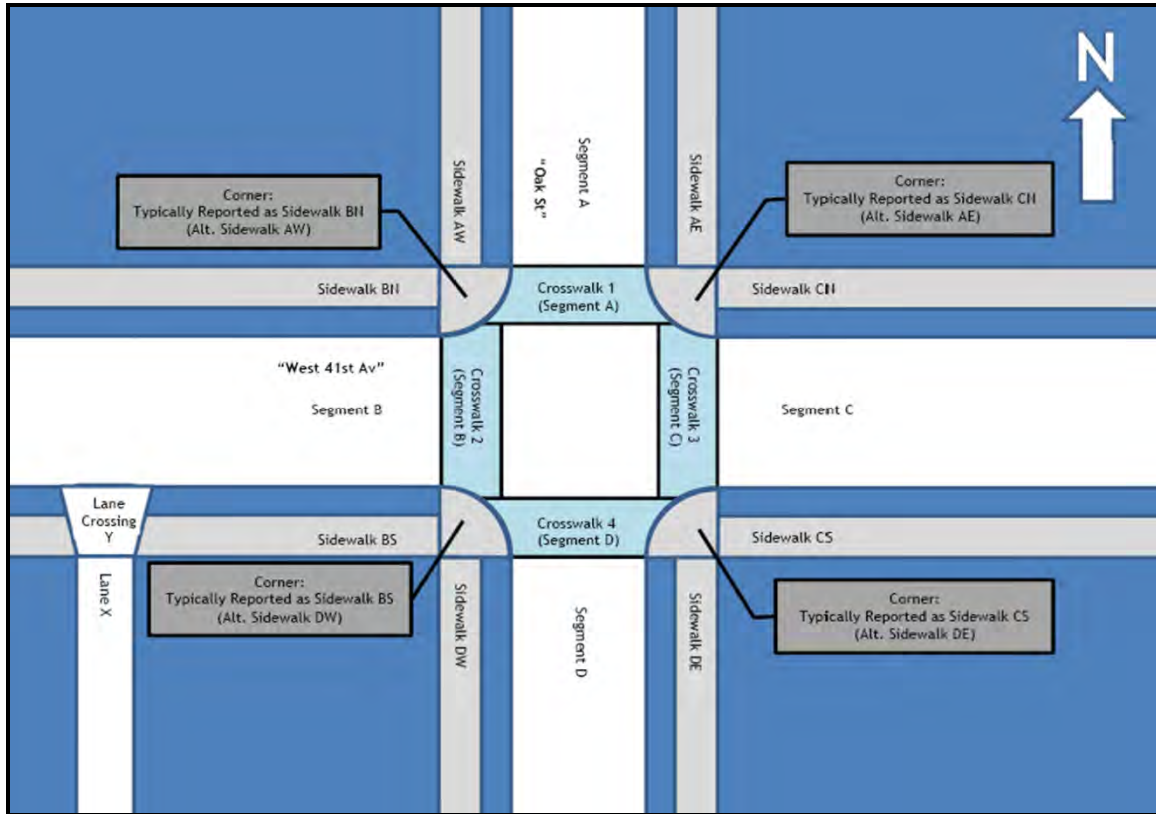 N
Sidewalk AW
"Oak St"
Segment A
Sidewalk AE
Corner:
Typically Reported as Sidewalk BN
(Alt. Sidewalk AW)
Corner:
Typically Reported as Sidewalk CN
(Alt. Sidewalk AE)
Sidewalk BN
Crosswalk 1
(Segment A)
Sidewalk CN
"West 41st Av"
Segment B
Crosswalk 2
(Segment B)
Crosswalk 3
(Segment C)
Segment C
Lane
Crossing
Y
Sidewalk BS
Crosswalk 4
(Segment D)
Sidewalk CS
Lane X
Corner:
Typically Reported as Sidewalk BS
(Alt. Sidewalk DW)
Sidewalk DW
Segment D
Sidewalk DE
Corner:
Typically Reported as Sidewalk CS
(Alt. Sidewalk DE)